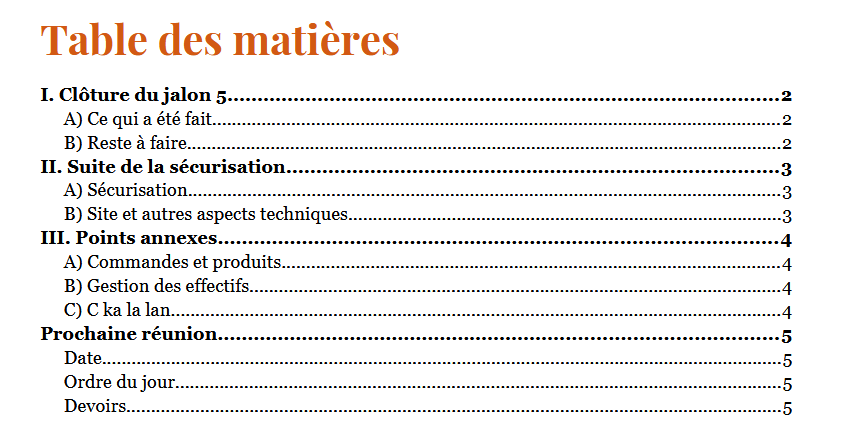 Table des matières
I. Clôture du jalon 5........................................................................................2
A) Ce qui a été fait........................................................................................2
B) Reste à faire........................................................................................2
II. Suite de la sécurisation........................................................................................3
A) Sécurisation........................................................................................3
B) Site et autres aspects techniques........................................................................................3
III. Points annexes........................................................................................4
A) Commandes et produits........................................................................................4
B) Gestion des effectifs........................................................................................4
C) C ka la lan........................................................................................4
Prochaine réunion........................................................................................5
Date........................................................................................5
Ordre du jour........................................................................................5
Devoirs........................................................................................5